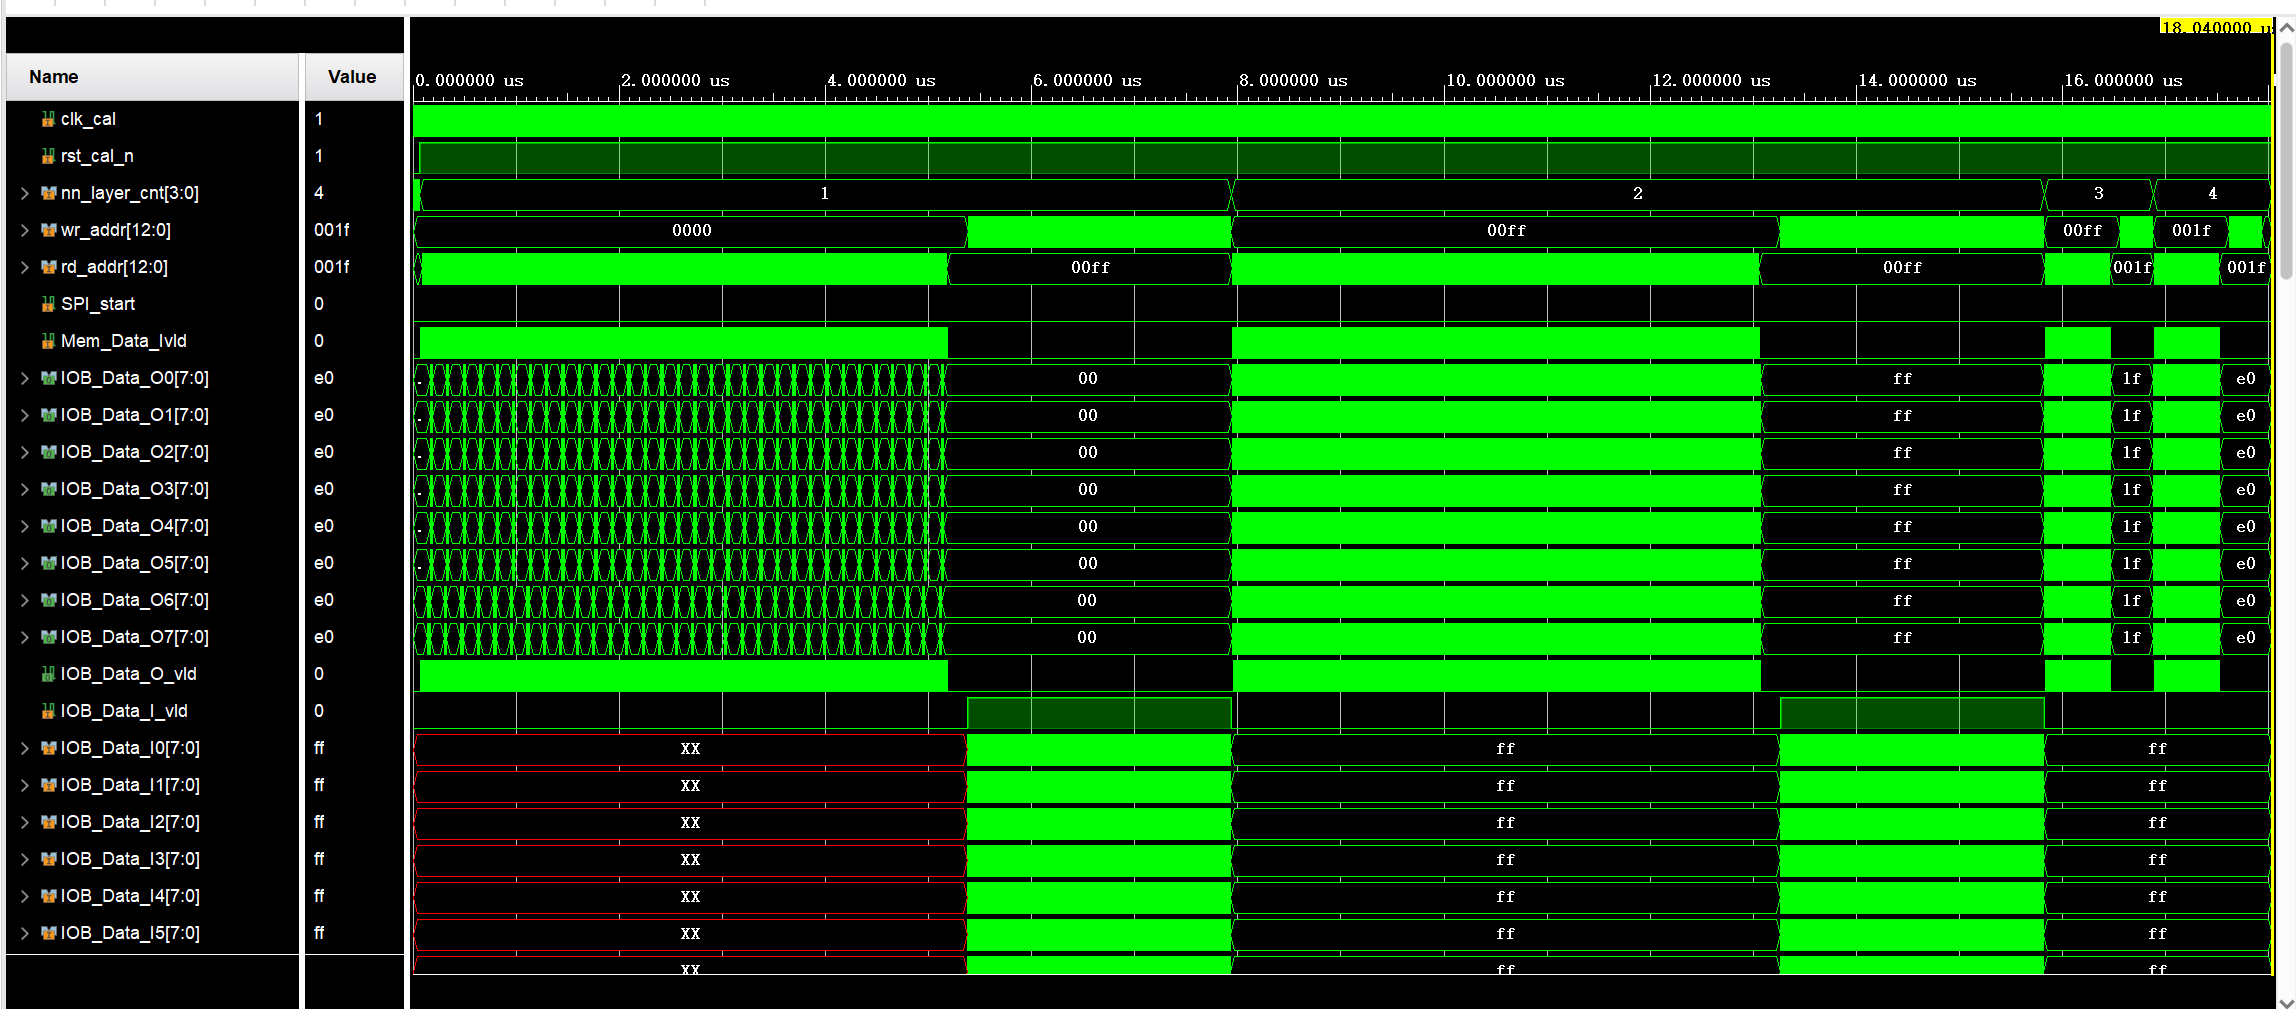 18.040000 us
Name Value
0.000000 us 2.000000 us 4.000000 us 6.000000 us 8.000000 us 10.000000 us 12.000000 us 14.000000 us 16.000000 us
clk_cal 1
rst_cal_n 1
nn_layer_cnt[3:0] 4 1 2 3 4
wr_addr[12:0] 001f 0000 00ff 00ff 001f
rd_addr[12:0] 001f 00ff 00ff 001f 001f
SPI_start 0
Mem_Data_Ivld 0
IOB_Data_O0[7:0] e0 00 ff 1f e0
IOB_Data_O1[7:0] e0 00 ff 1f e0
IOB_Data_O2[7:0] e0 00 ff 1f e0
IOB_Data_O3[7:0] e0 00 ff 1f e0
IOB_Data_O4[7:0] e0 00 ff 1f e0
IOB_Data_O5[7:0] e0 00 ff 1f e0
IOB_Data_O6[7:0] e0 00 ff 1f e0
IOB_Data_O7[7:0] e0 00 ff 1f e0
IOB_Data_O_vld 0
IOB_Data_I_vld 0
IOB_Data_I0[7:0] ff XX ff ff
IOB_Data_I1[7:0] ff XX ff ff
IOB_Data_I2[7:0] ff XX ff ff
IOB_Data_I3[7:0] ff XX ff ff
IOB_Data_I4[7:0] ff XX ff ff
IOB_Data_I5[7:0] ff XX ff ff
XX ff ff